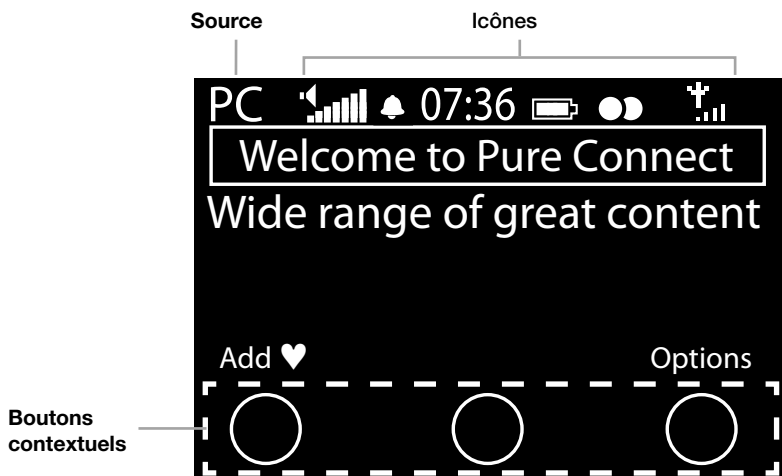 Source Icônes
PC 07:36
Welcome to Pure Connect
Wide range of great content
Add ♥ Options
Boutons
contextuels